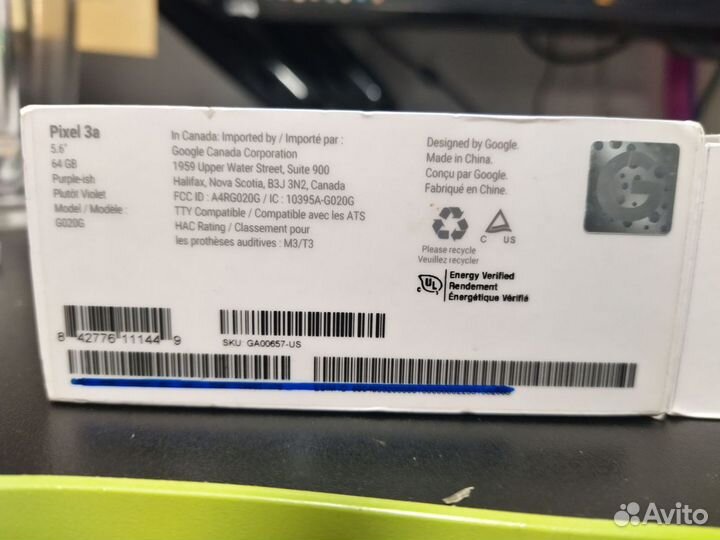 Pixel 3a
5.6"
64 GB
Purple-ish
Plutôt Violet
Model / Modèle :
G020G
In Canada: Imported by / Importé par :
Google Canada Corporation
1959 Upper Water Street, Suite 900
Halifax, Nova Scotia, B3J 3N2, Canada
FCC ID : A4RG020G / IC : 10395A-G020G
TTY Compatible / Compatible avec les ATS
HAC Rating / Classement pour
les prothèses auditives : M3/T3
Designed by Google.
Made in China.
Conçu par Google.
Fabriqué en Chine.
Please recycle
Veuillez recycler
C US
G
C UL US
Energy Verified
Rendement
Énergétique Vérifié
8 42776 11144 9
SKU: GA00657-US
Avito